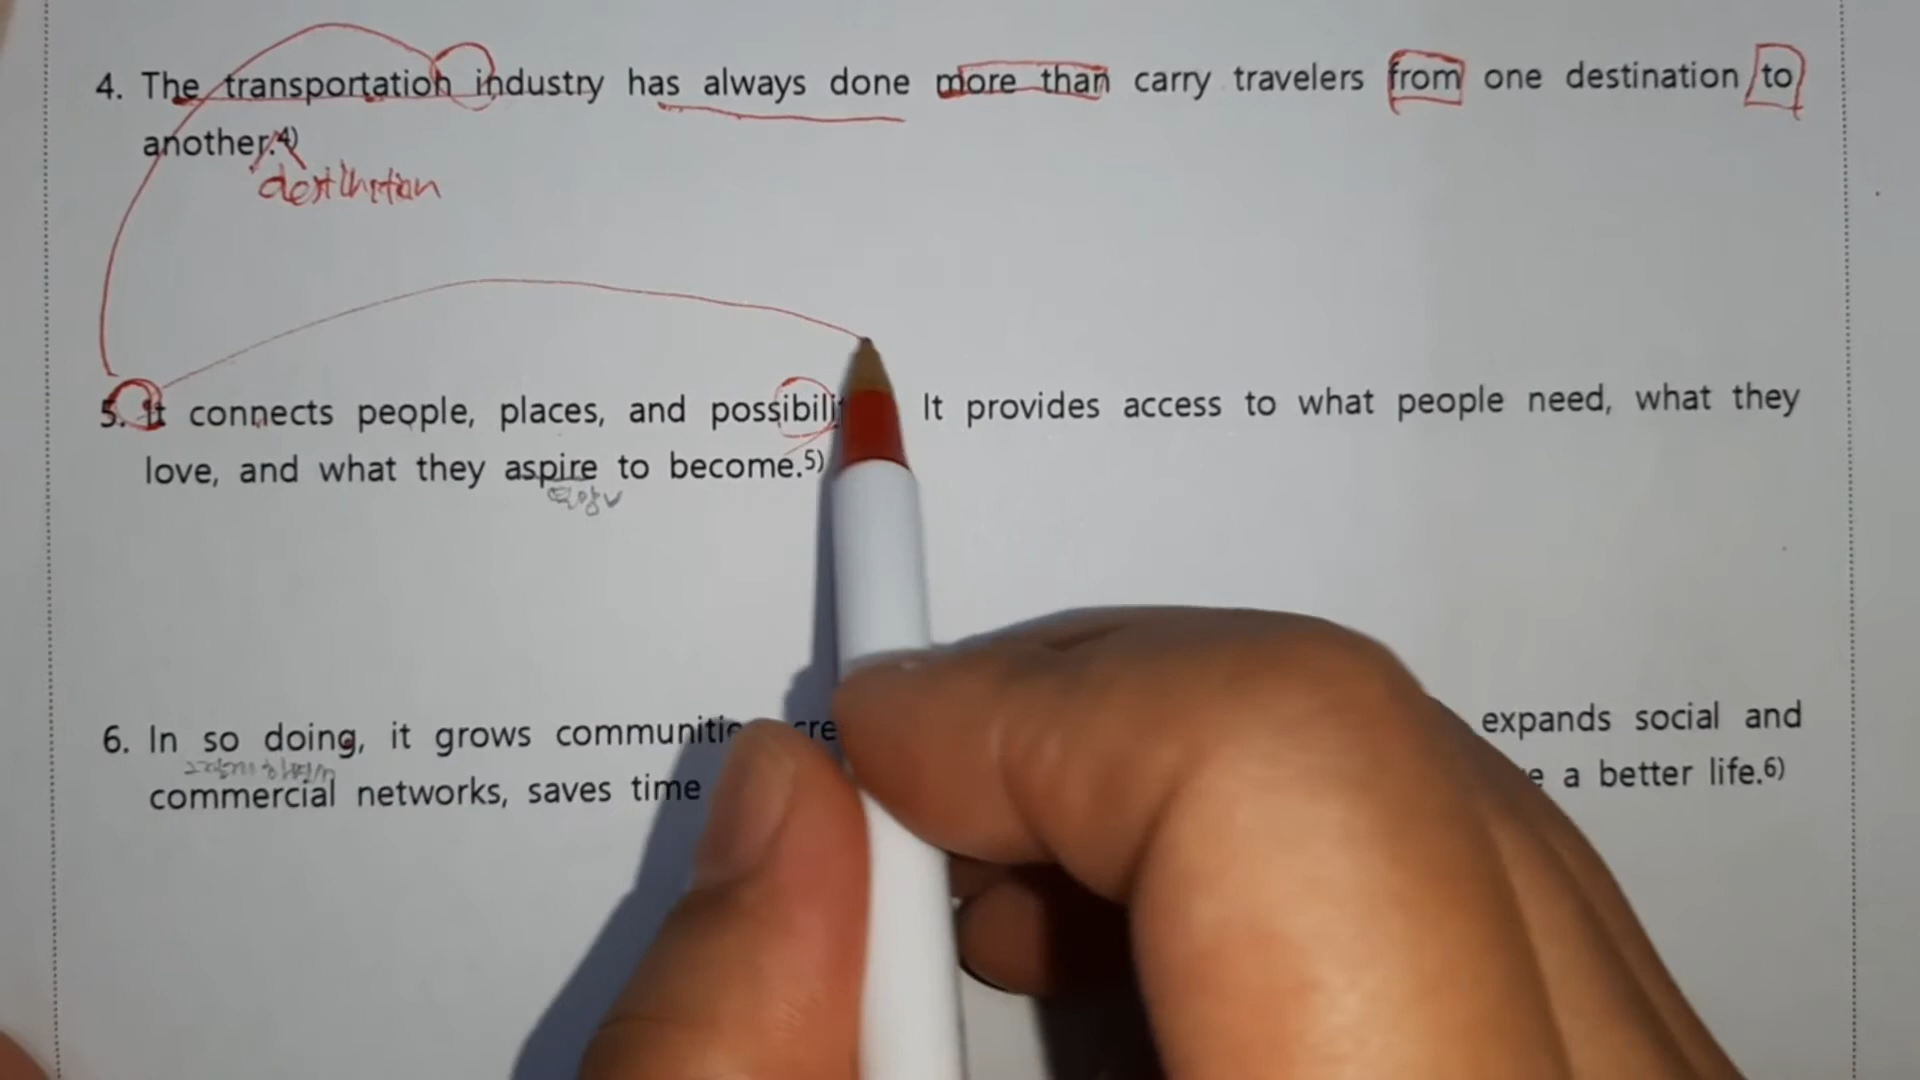 4. The transportation industry has always done more than carry travelers from one destination to
another.4)
destination
5. It connects people, places, and It provides access to what people need, what they
love, and what they aspire to become.5)
6. In so doing, it grows expands social and
commercial networks, saves time a better life.6)